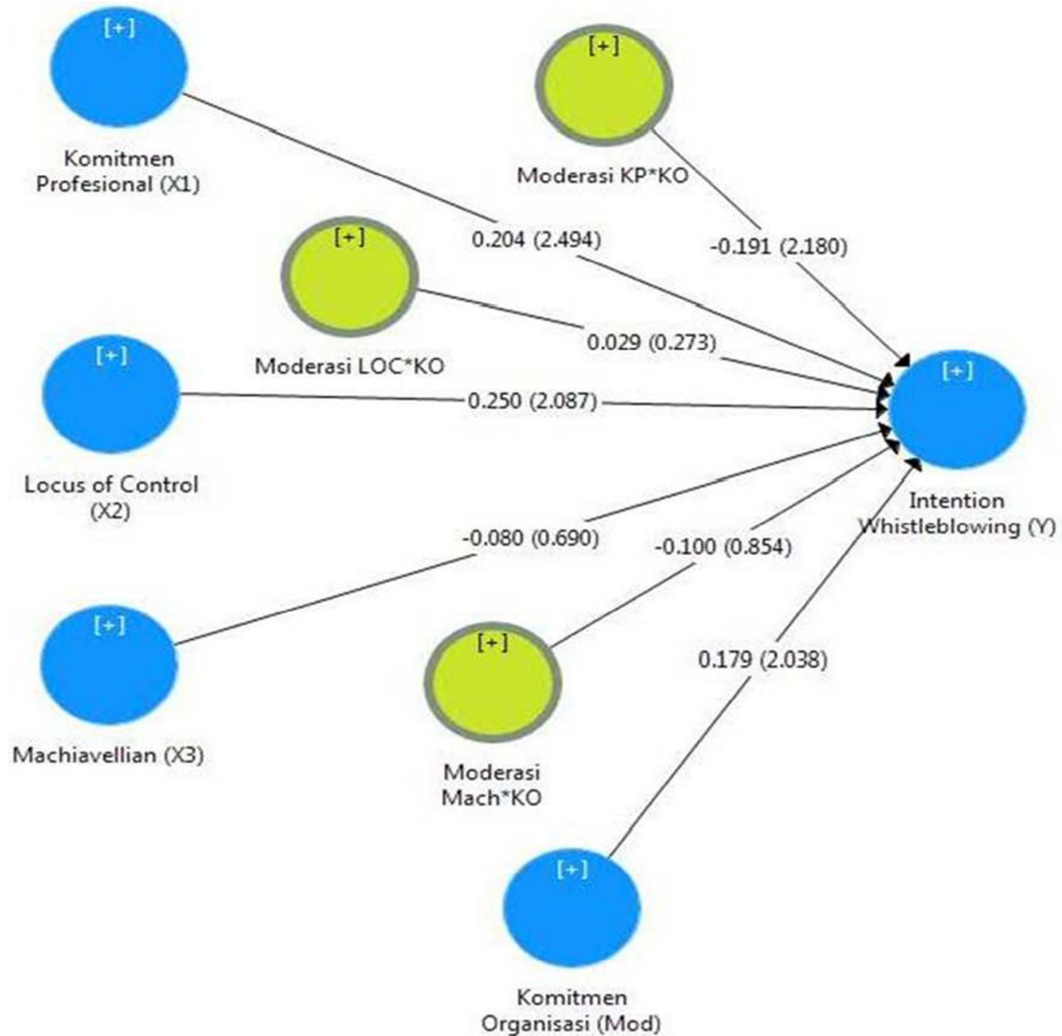 [+]
Komitmen
Profesional (X1)
[+]
Moderasi KP*KO
0.204 (2.494)
-0.191 (2.180)
[+]
Moderasi LOC*KO
0.029 (0.273)
[+]
Locus of Control
(X2)
0.250 (2.087)
[+]
Intention
Whistleblowing (Y)
-0.080 (0.690)
-0.100 (0.854)
[+]
Machiavellian (X3)
[+]
Moderasi
Mach*KO
0.179 (2.038)
[+]
Komitmen
Organisasi (Mod)